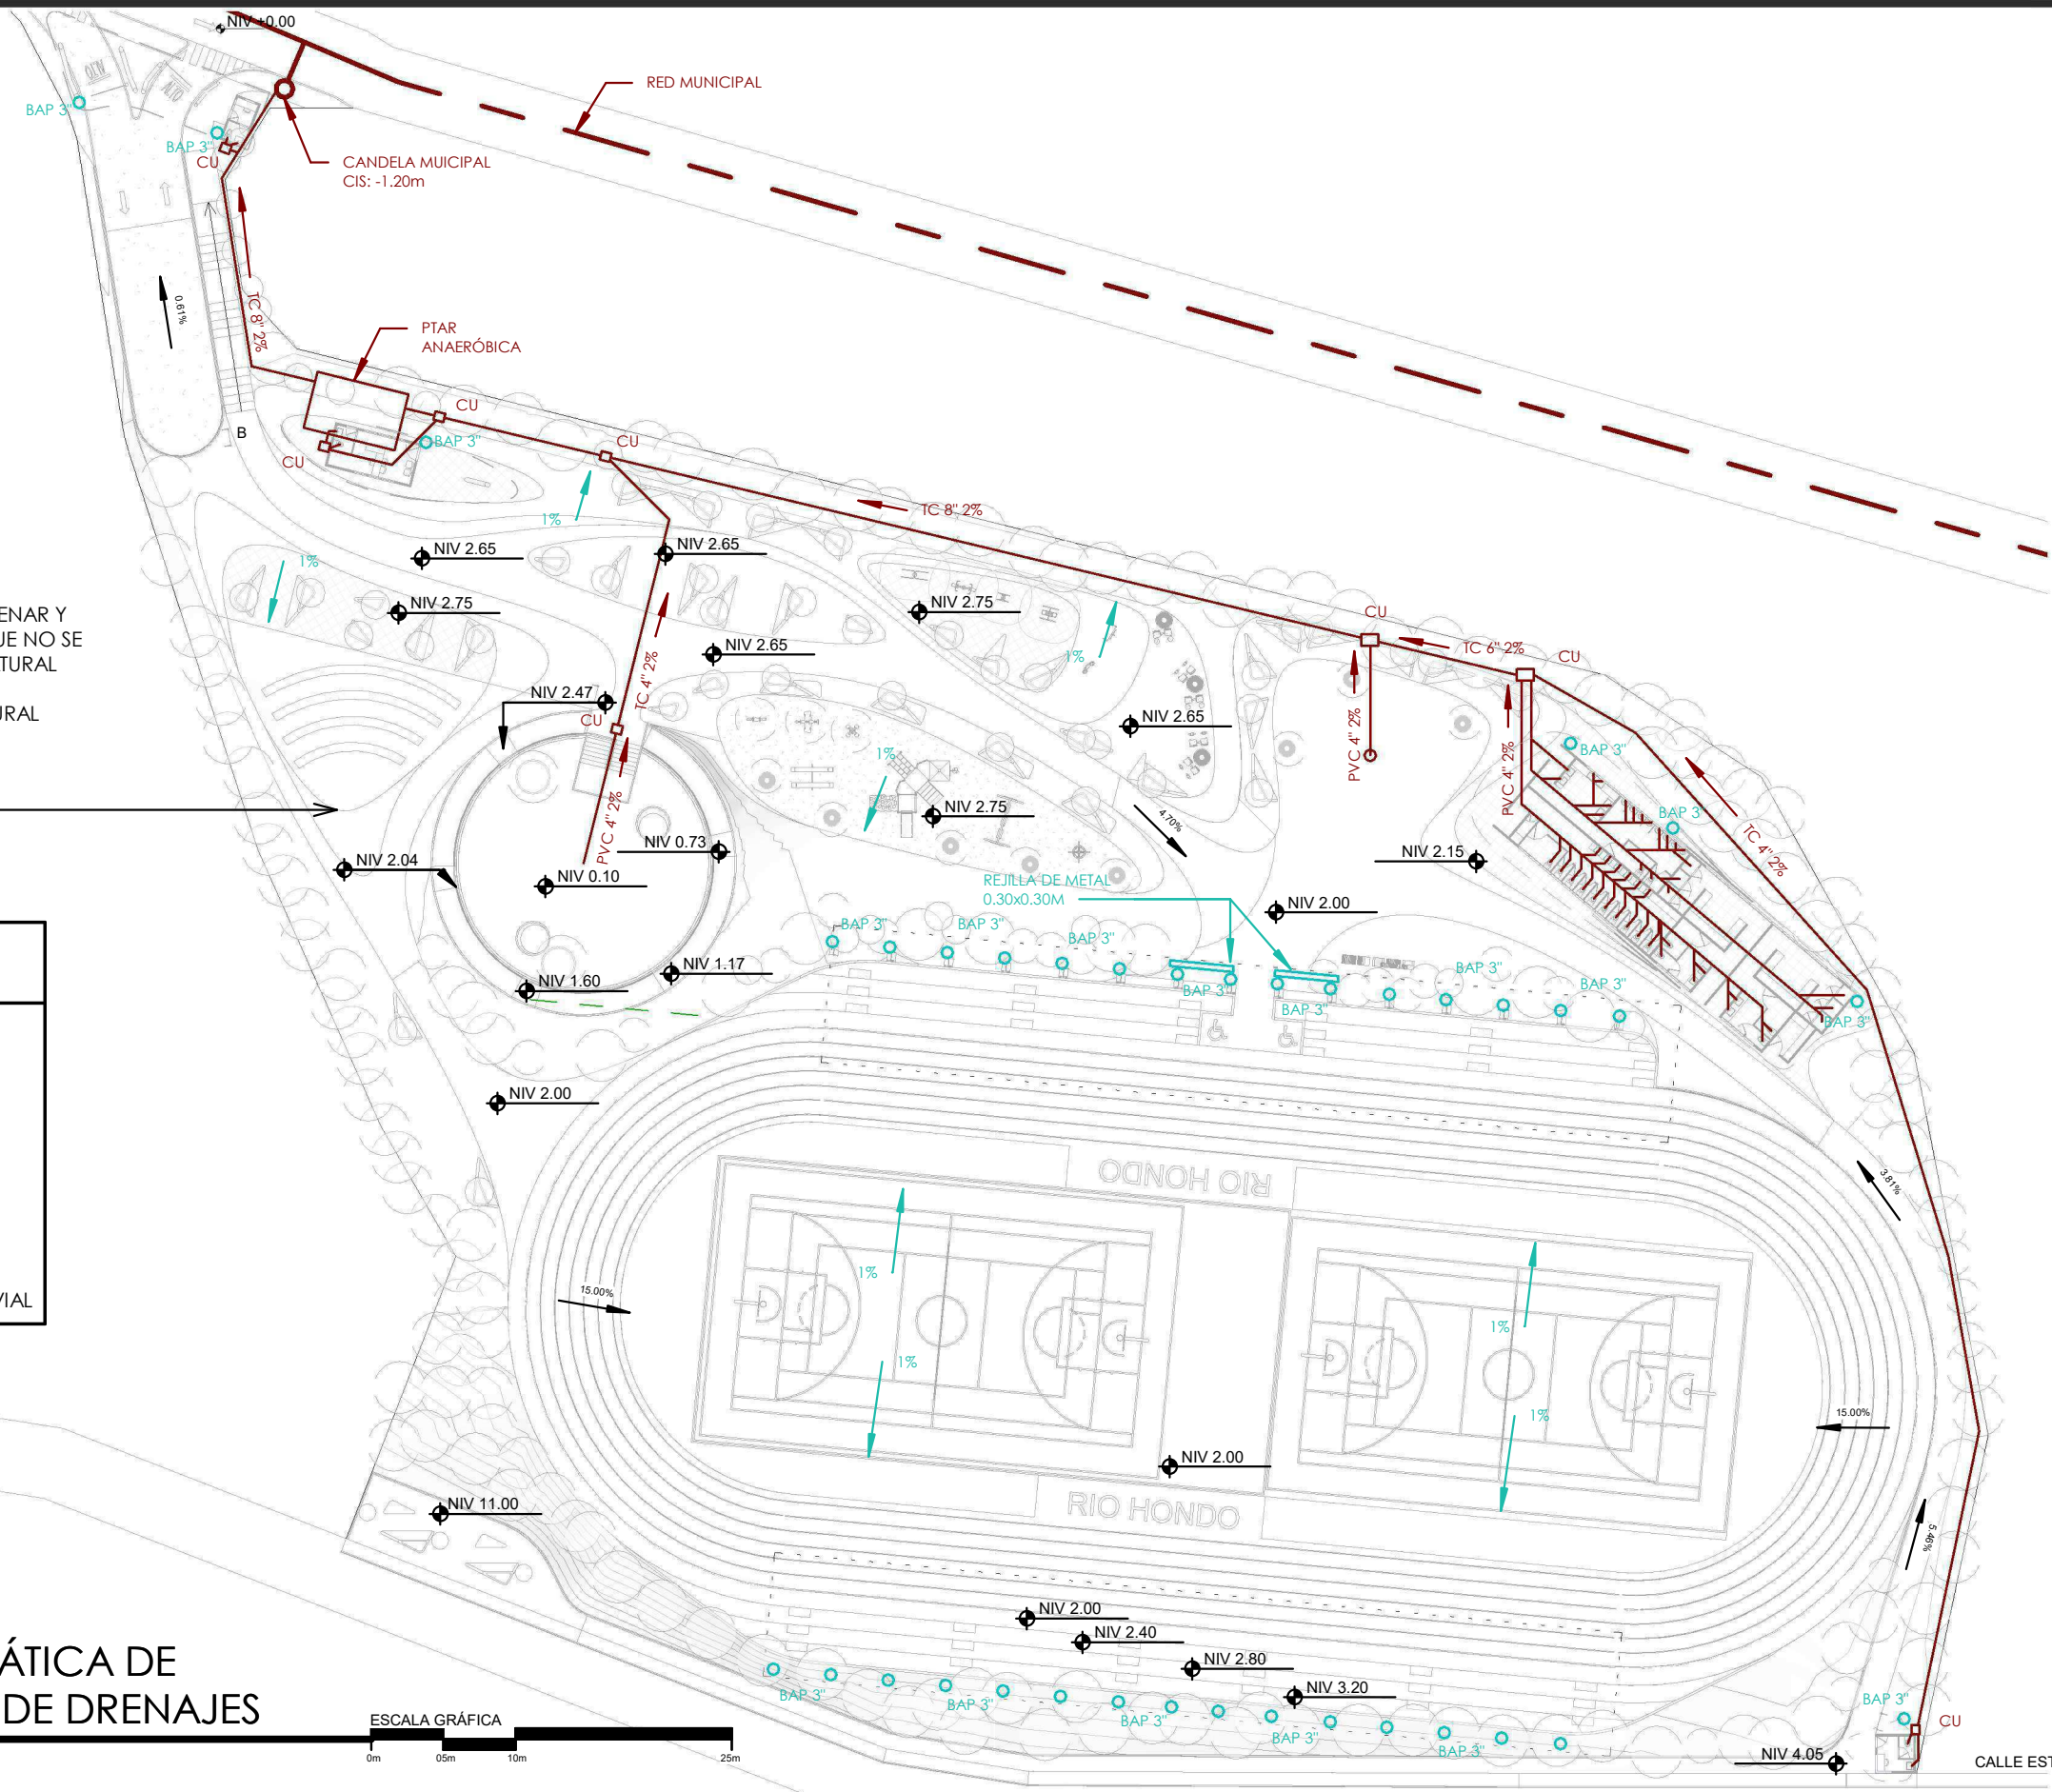 NIV +0.00
RED MUNICIPAL
BAP 3"
ALTO
BAP 3"
CU
CANDELA MUICIPAL
CIS: -1.20m
0.61%
TC 8" 2%
PTAR
ANAERÓBICA
CU
BAP 3"
CU
B
CU
TC 8" 2%
1%
NIV 2.65
NIV 2.65
1%
NIV 2.75
NIV 2.75
ENAR Y
UE NO SE
TURAL
URAL
CU
TC 6" 2%
CU
NIV 2.65
1%
TC 4" 2%
NIV 2.47
CU
NIV 2.65
PVC 4" 2%
PVC 4" 2%
BAP 3"
1%
PVC 4" 2%
NIV 2.75
4.70%
BAP 3"
TC 4" 2%
NIV 0.73
NIV 2.04
NIV 0.10
NIV 2.15
REJILLA DE METAL
0.30x0.30M
NIV 2.00
BAP 3"
BAP 3"
BAP 3"
NIV 1.17
NIV 1.60
BAP 3"
BAP 3"
BAP 3"
BAP 3"
BAP 3"
NIV 2.00
RIO HONDO
3.81%
1%
15.00%
1%
1%
1%
15.00%
VIAL
NIV 2.00
RIO HONDO
NIV 11.00
5.46%
NIV 2.00
NIV 2.40
NIV 2.80
NIV 3.20
BAP 3"
BAP 3"
BAP 3"
BAP 3"
BAP 3"
BAP 3"
CU
NIV 4.05
CALLE EST
ÁTICA DE
DE DRENAJES
ESCALA GRÁFICA
0m 05m 10m 25m